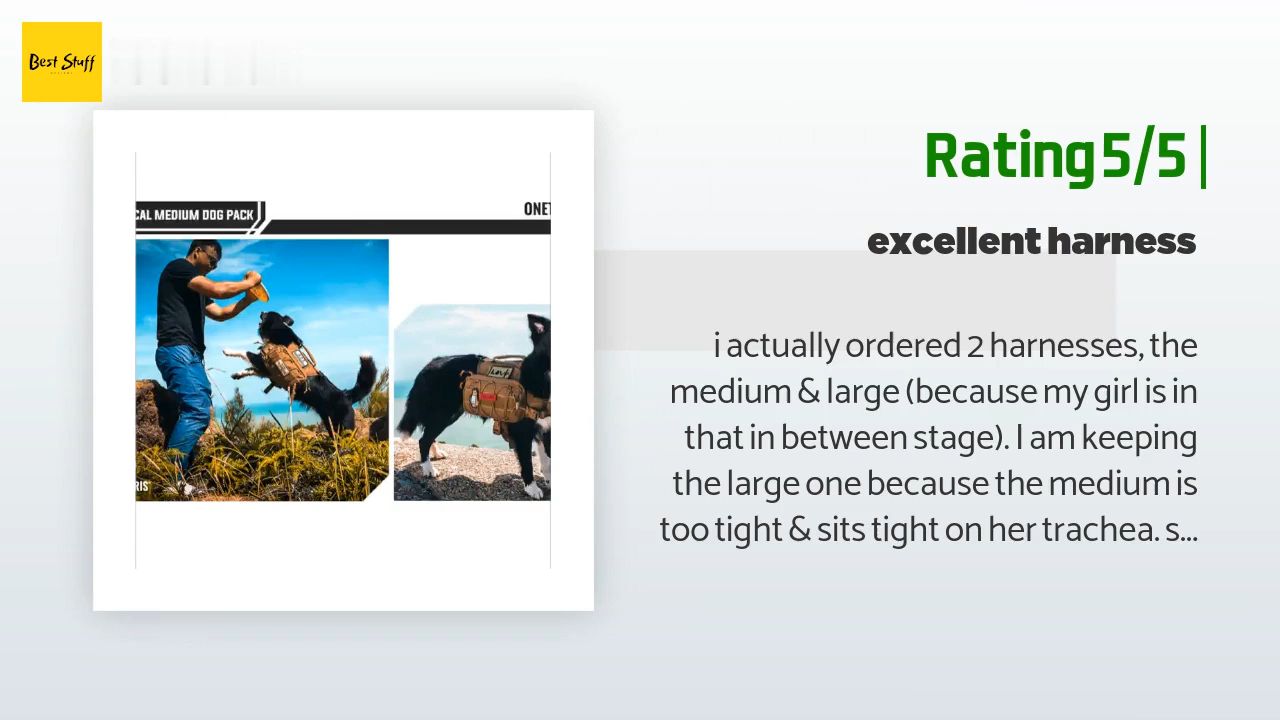 Best Stuff
CAL MEDIUM DOG PACK
ONET
RIS
Rating 5/5 |
excellent harness
i actually ordered 2 harnesses, the
medium & large (because my girl is in
that in between stage). I am keeping
the large one because the medium is
too tight & sits tight on her trachea. s...